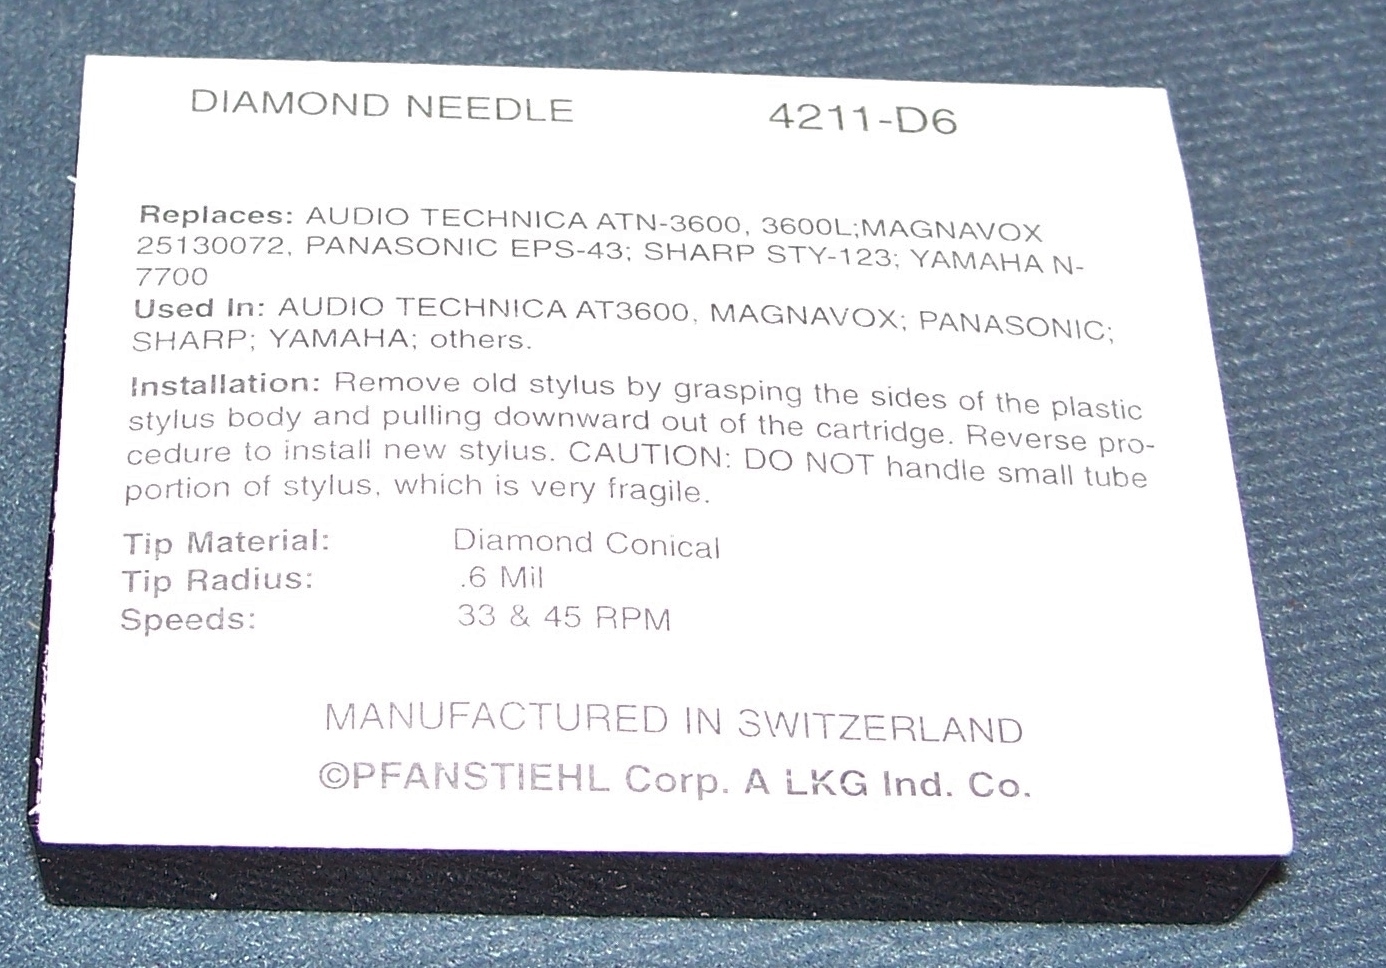 DIAMOND NEEDLE 4211-D6
Replaces: AUDIO TECHNICA ATN-3600, 3600L;MAGNAVOX
25130072, PANASONIC EPS-43; SHARP STY-123; YAMAHA N-
7700
Used In: AUDIO TECHNICA AT3600, MAGNAVOX; PANASONIC;
SHARP; YAMAHA; others.
Installation: Remove old stylus by grasping the sides of the plastic
stylus body and pulling downward out of the cartridge. Reverse pro-
cedure to install new stylus. CAUTION: DO NOT handle small tube
portion of stylus, which is very fragile.
Tip Material: Diamond Conical
Tip Radius: .6 Mil
Speeds: 33 & 45 RPM
MANUFACTURED IN SWITZERLAND
©PFANSTIEHL Corp. A LKG Ind. Co.